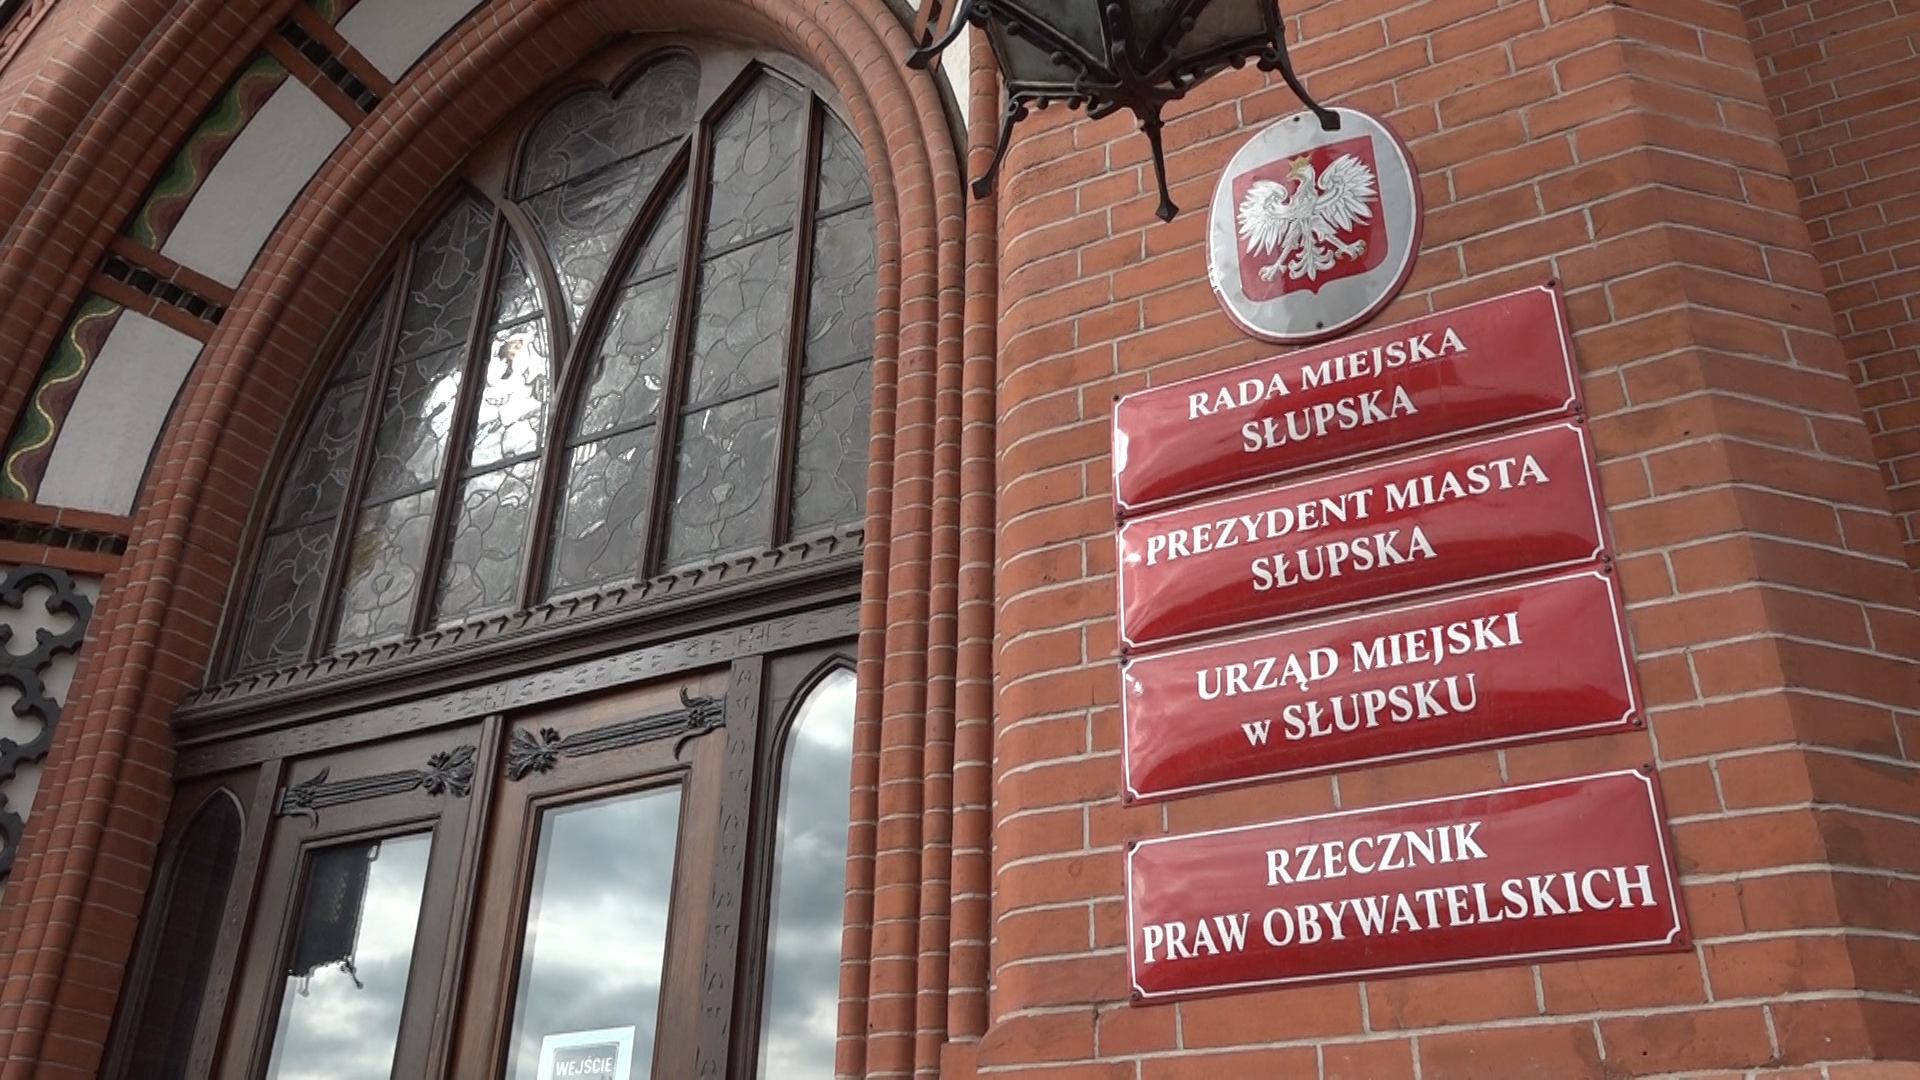 RADA MIEJSKA
SŁUPSKA
PREZYDENT MIASTA
SŁUPSKA
URZĄD MIEJSKI
w SŁUPSKU
RZECZNIK
PRAW OBYWATELSKICH
WEJŚCIE